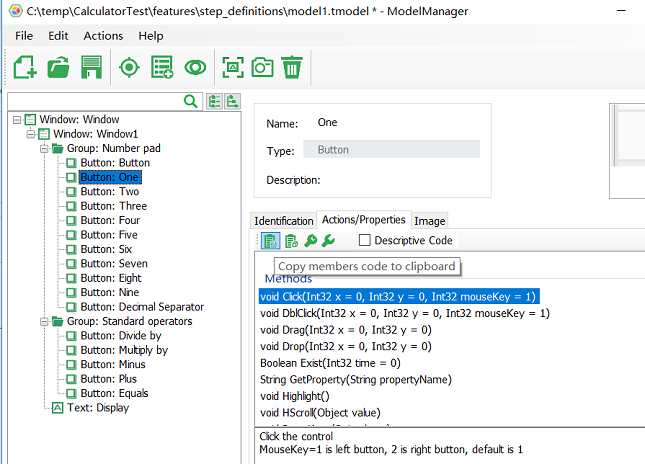 C:\temp\CalculatorTest\features\step_definitions\model1.tmodel * - ModelManager
File Edit Actions Help
Window: Window
Window: Window1
Group: Number pad
Button: Button
Button: One
Button: Two
Button: Three
Button: Four
Button: Five
Button: Six
Button: Seven
Button: Eight
Button: Nine
Button: Decimal Separator
Group: Standard operators
Button: Divide by
Button: Multiply by
Button: Minus
Button: Plus
Button: Equals
Text: Display
Name: One
Type: Button
Description:
Identification Actions/Properties Image
Descriptive Code
Copy members code to clipboard
Methods
void Click(Int32 x = 0, Int32 y = 0, Int32 mouseKey = 1)
void DblClick(Int32 x = 0, Int32 y = 0, Int32 mouseKey = 1)
void Drag(Int32 x = 0, Int32 y = 0)
void Drop(Int32 x = 0, Int32 y = 0)
Boolean Exist(Int32 time = 0)
String GetProperty(String propertyName)
void Highlight()
void HScroll(Object value)
Click the control
MouseKey=1 is left button, 2 is right button, default is 1